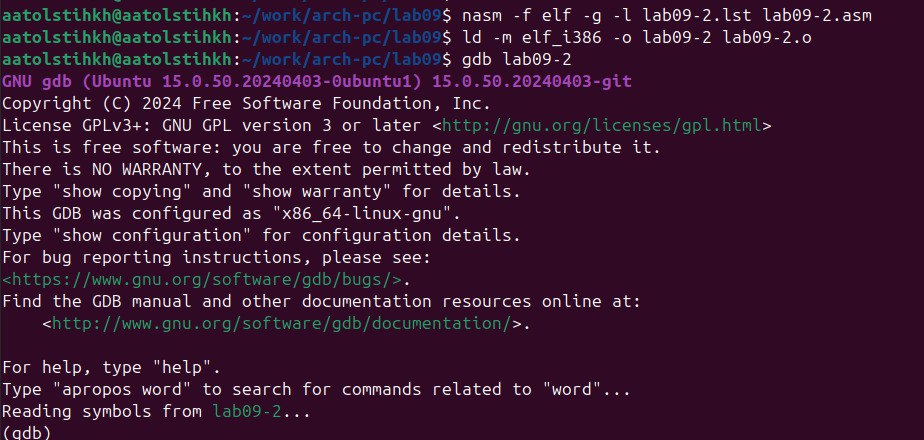 aatolstihkh@aatolstihkh:~/work/arch-pc/lab09$ nasm -f elf -g -l lab09-2.lst lab09-2.asm
aatolstihkh@aatolstihkh:~/work/arch-pc/lab09$ ld -m elf_i386 -o lab09-2 lab09-2.o
aatolstihkh@aatolstihkh:~/work/arch-pc/lab09$ gdb lab09-2
GNU gdb (Ubuntu 15.0.50.20240403-0ubuntu1) 15.0.50.20240403-git
Copyright (C) 2024 Free Software Foundation, Inc.
License GPLv3+: GNU GPL version 3 or later <http://gnu.org/licenses/gpl.html>
This is free software: you are free to change and redistribute it.
There is NO WARRANTY, to the extent permitted by law.
Type "show copying" and "show warranty" for details.
This GDB was configured as "x86_64-linux-gnu".
Type "show configuration" for configuration details.
For bug reporting instructions, please see:
<https://www.gnu.org/software/gdb/bugs/>.
Find the GDB manual and other documentation resources online at:
    <http://www.gnu.org/software/gdb/documentation/>.

For help, type "help".
Type "apropos word" to search for commands related to "word"...
Reading symbols from lab09-2...
(gdb)